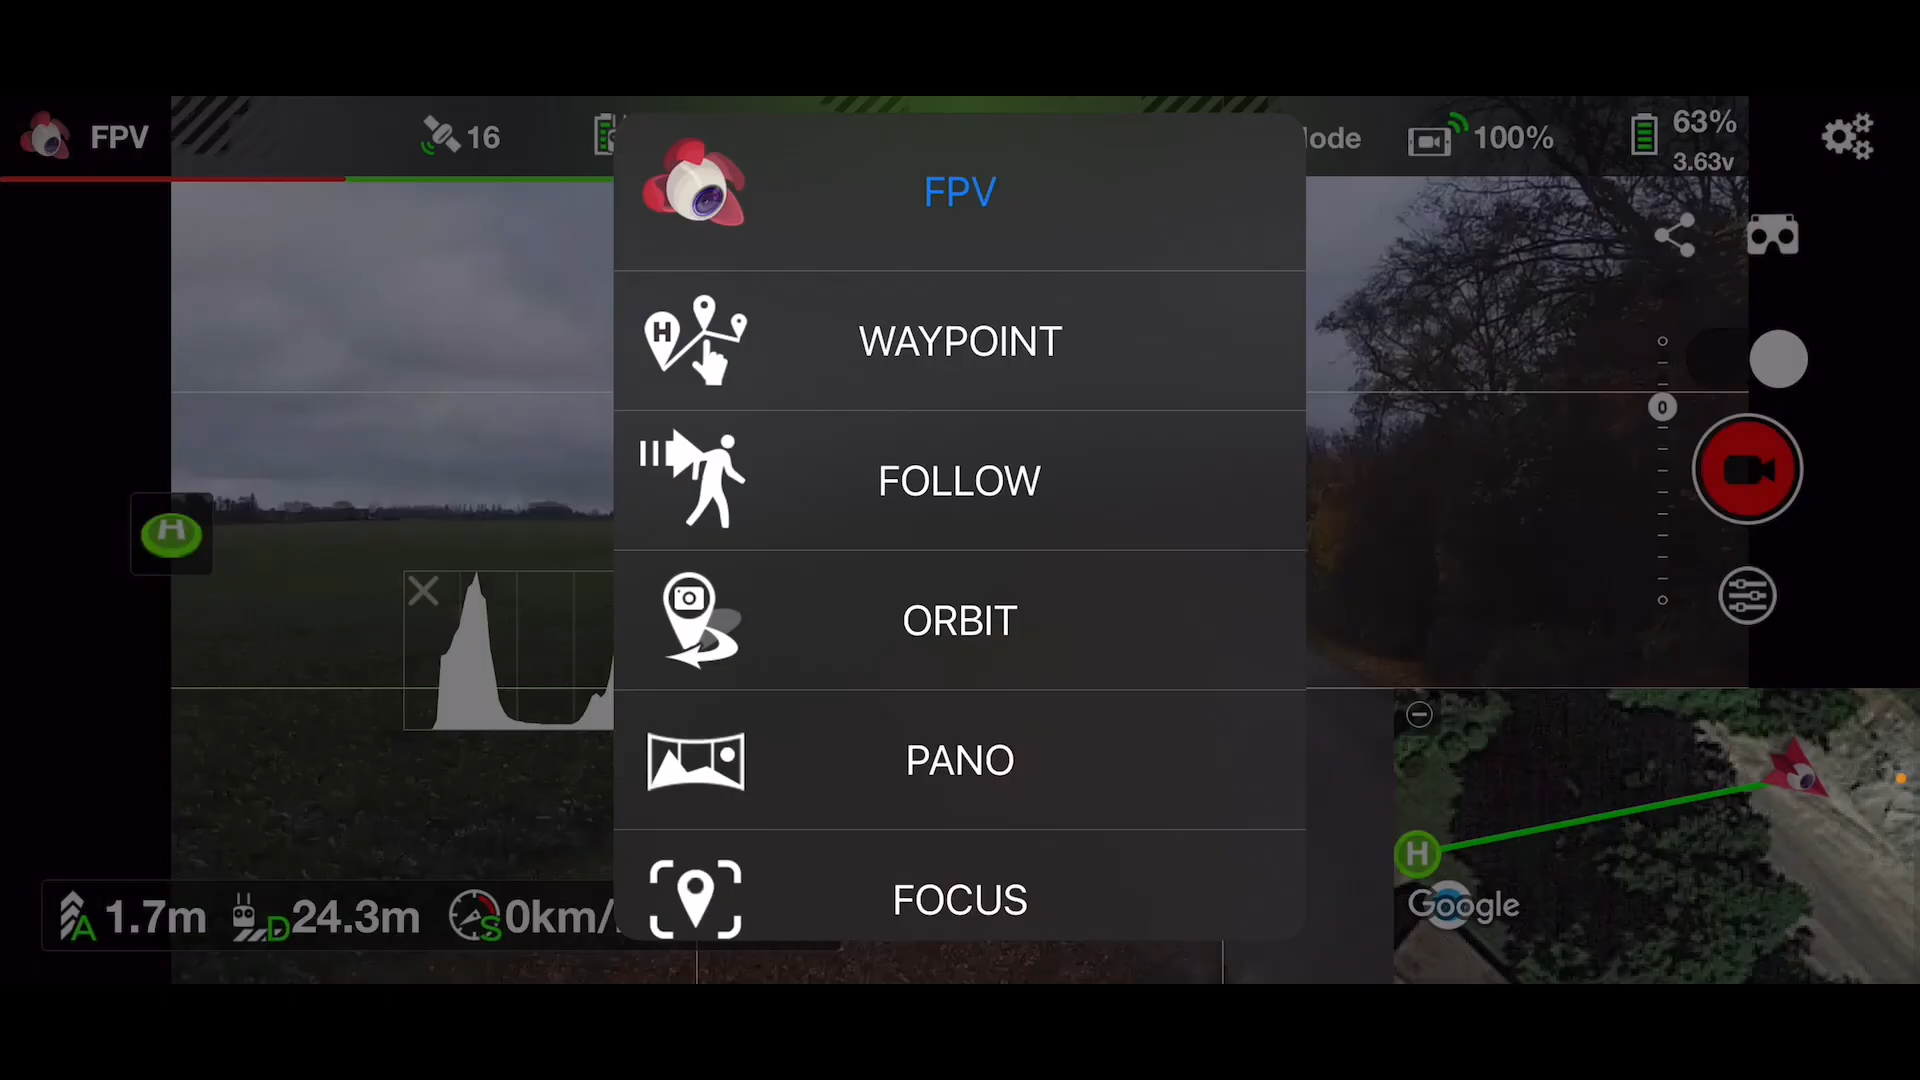 FPV
16
ode
100%
63%
3.63v
FPV
WAYPOINT
FOLLOW
ORBIT
PANO
FOCUS
H
H
0
A 1.7m
D 24.3m
S 0km/
H
Google